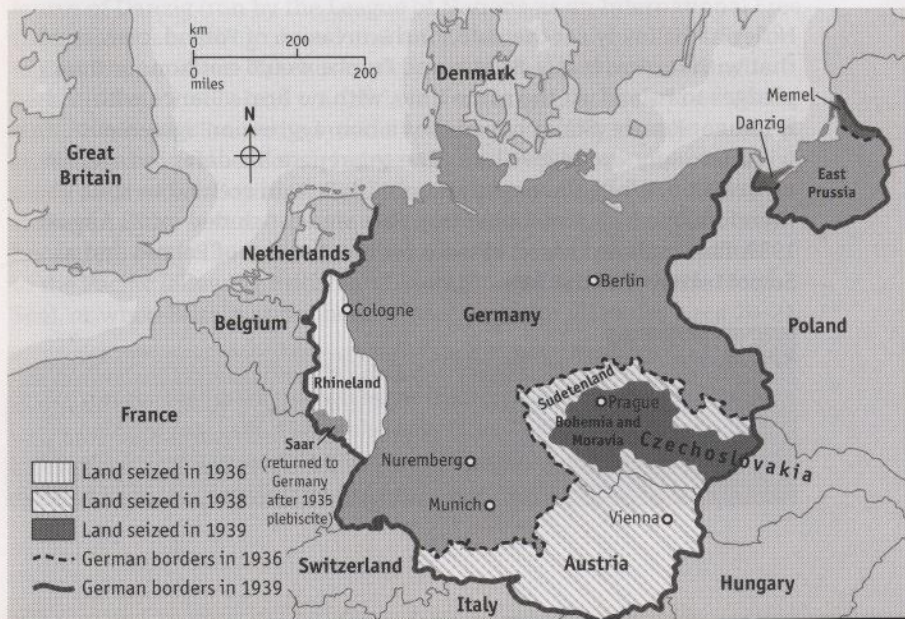 km
0
200
0
miles
200
N
Denmark
Memel
Danzig
East
Prussia
Great
Britain
Netherlands
Berlin
Cologne
Belgium
Germany
Poland
Rhineland
Sudetenland
Prague
Bohemia and
Moravia
Czechoslovakia
France
Saar
(returned to
Germany
after 1935
plebiscite)
Nuremberg
Munich
Vienna
Land seized in 1936
Land seized in 1938
Land seized in 1939
German borders in 1936
German borders in 1939
Switzerland
Austria
Hungary
Italy